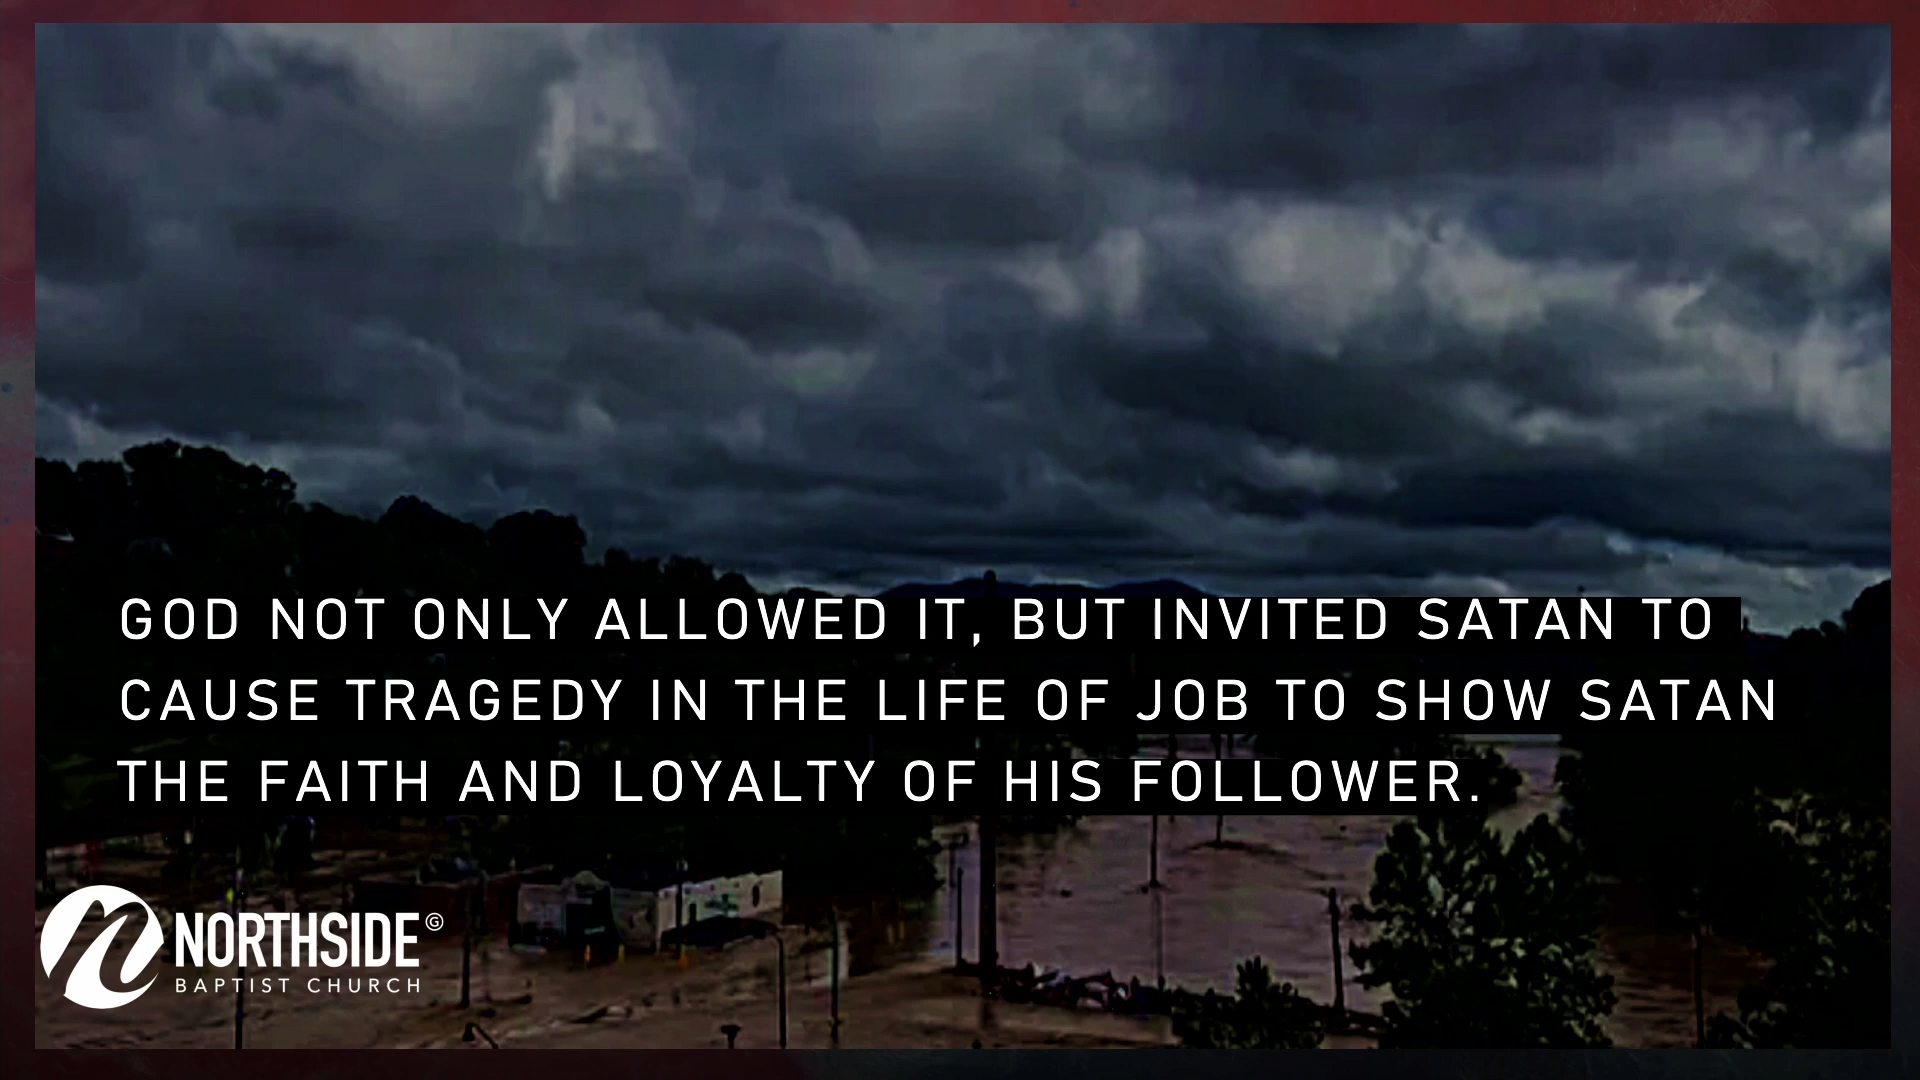 GOD NOT ONLY ALLOWED IT, BUT INVITED SATAN TO
CAUSE TRAGEDY IN THE LIFE OF JOB TO SHOW SATAN
THE FAITH AND LOYALTY OF HIS FOLLOWER.
NORTHSIDE G
BAPTIST CHURCH